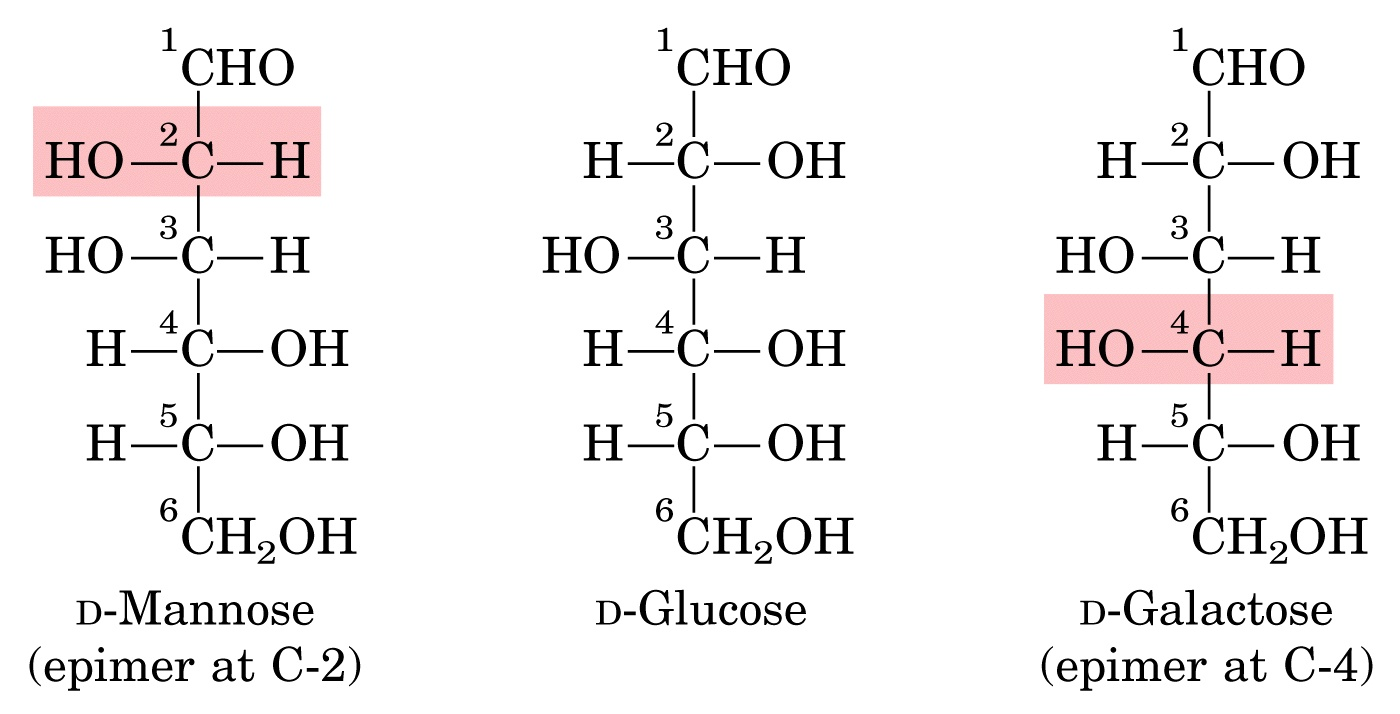 1CHO
HO—2C—H
HO—3C—H
H—4C—OH
H—5C—OH
6CH2OH
D-Mannose
(epimer at C-2)
1CHO
H—2C—OH
HO—3C—H
H—4C—OH
H—5C—OH
6CH2OH
D-Glucose
1CHO
H—2C—OH
HO—3C—H
HO—4C—H
H—5C—OH
6CH2OH
D-Galactose
(epimer at C-4)